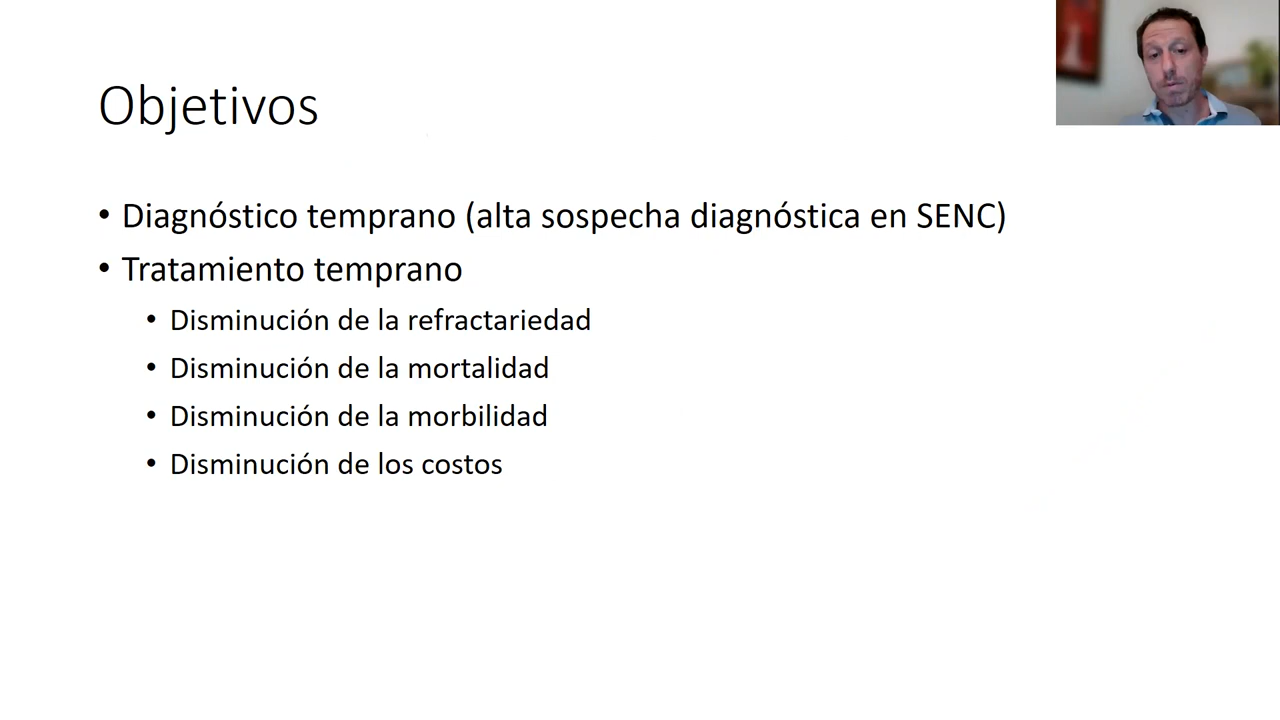 Objetivos
• Diagnóstico temprano (alta sospecha diagnóstica en SENC)
• Tratamiento temprano
• Disminución de la refractariedad
• Disminución de la mortalidad
• Disminución de la morbilidad
• Disminución de los costos